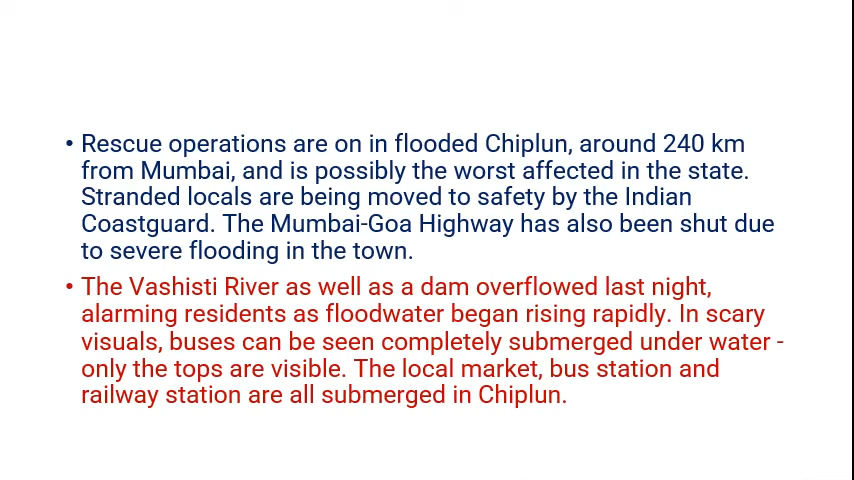 • Rescue operations are on in flooded Chiplun, around 240 km
from Mumbai, and is possibly the worst affected in the state.
Stranded locals are being moved to safety by the Indian
Coastguard. The Mumbai-Goa Highway has also been shut due
to severe flooding in the town.
• The Vashisti River as well as a dam overflowed last night,
alarming residents as floodwater began rising rapidly. In scary
visuals, buses can be seen completely submerged under water -
only the tops are visible. The local market, bus station and
railway station are all submerged in Chiplun.